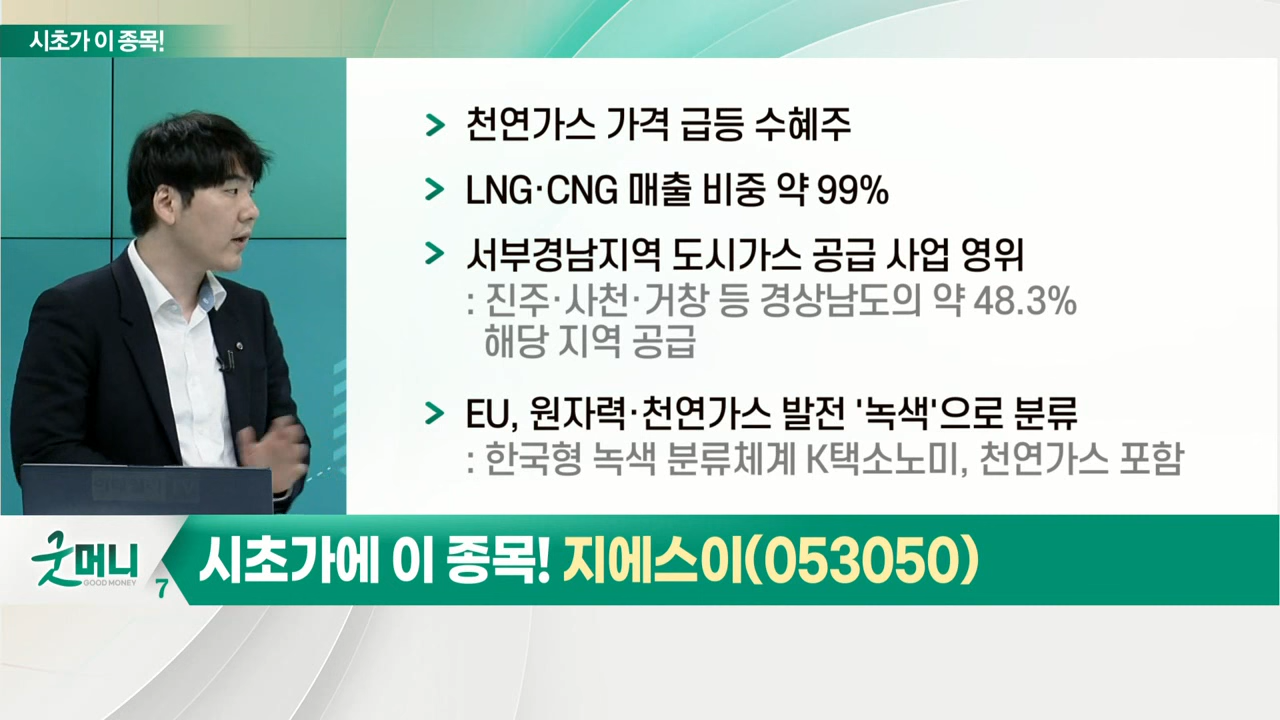 시초가 이 종목!
> 천연가스 가격 급등 수혜주
> LNG·CNG 매출 비중 약 99%
> 서부경남지역 도시가스 공급 사업 영위
: 진주·사천·거창 등 경상남도의 약 48.3%
해당 지역 공급
> EU, 원자력·천연가스 발전 '녹색'으로 분류
: 한국형 녹색 분류체계 K택소노미, 천연가스 포함
굿머니
GOOD MONEY
7
시초가에 이 종목! 지에스이(053050)